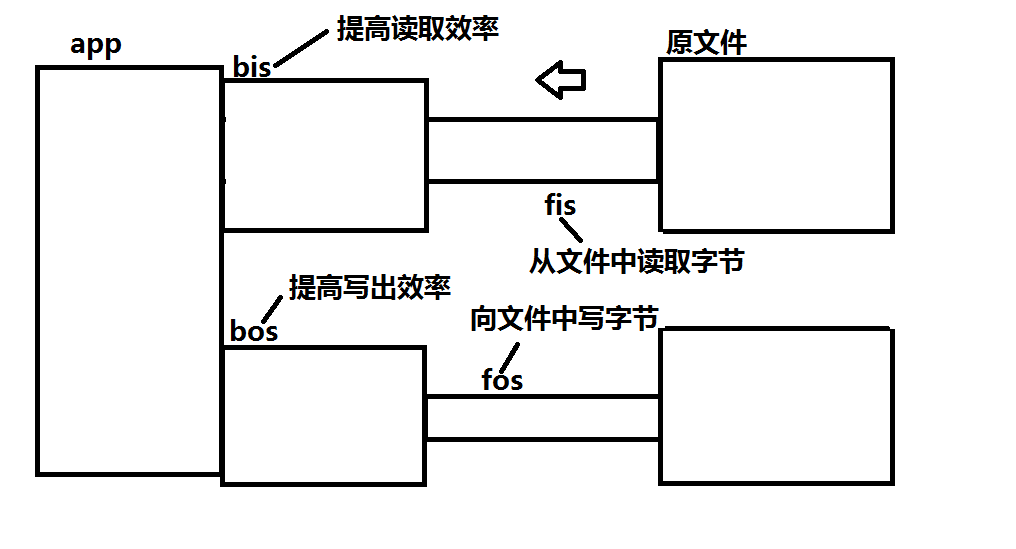 提高读取效率
app
原文件
bis
fis
从文件中读取字节
提高写出效率
向文件中写字节
bos
fos